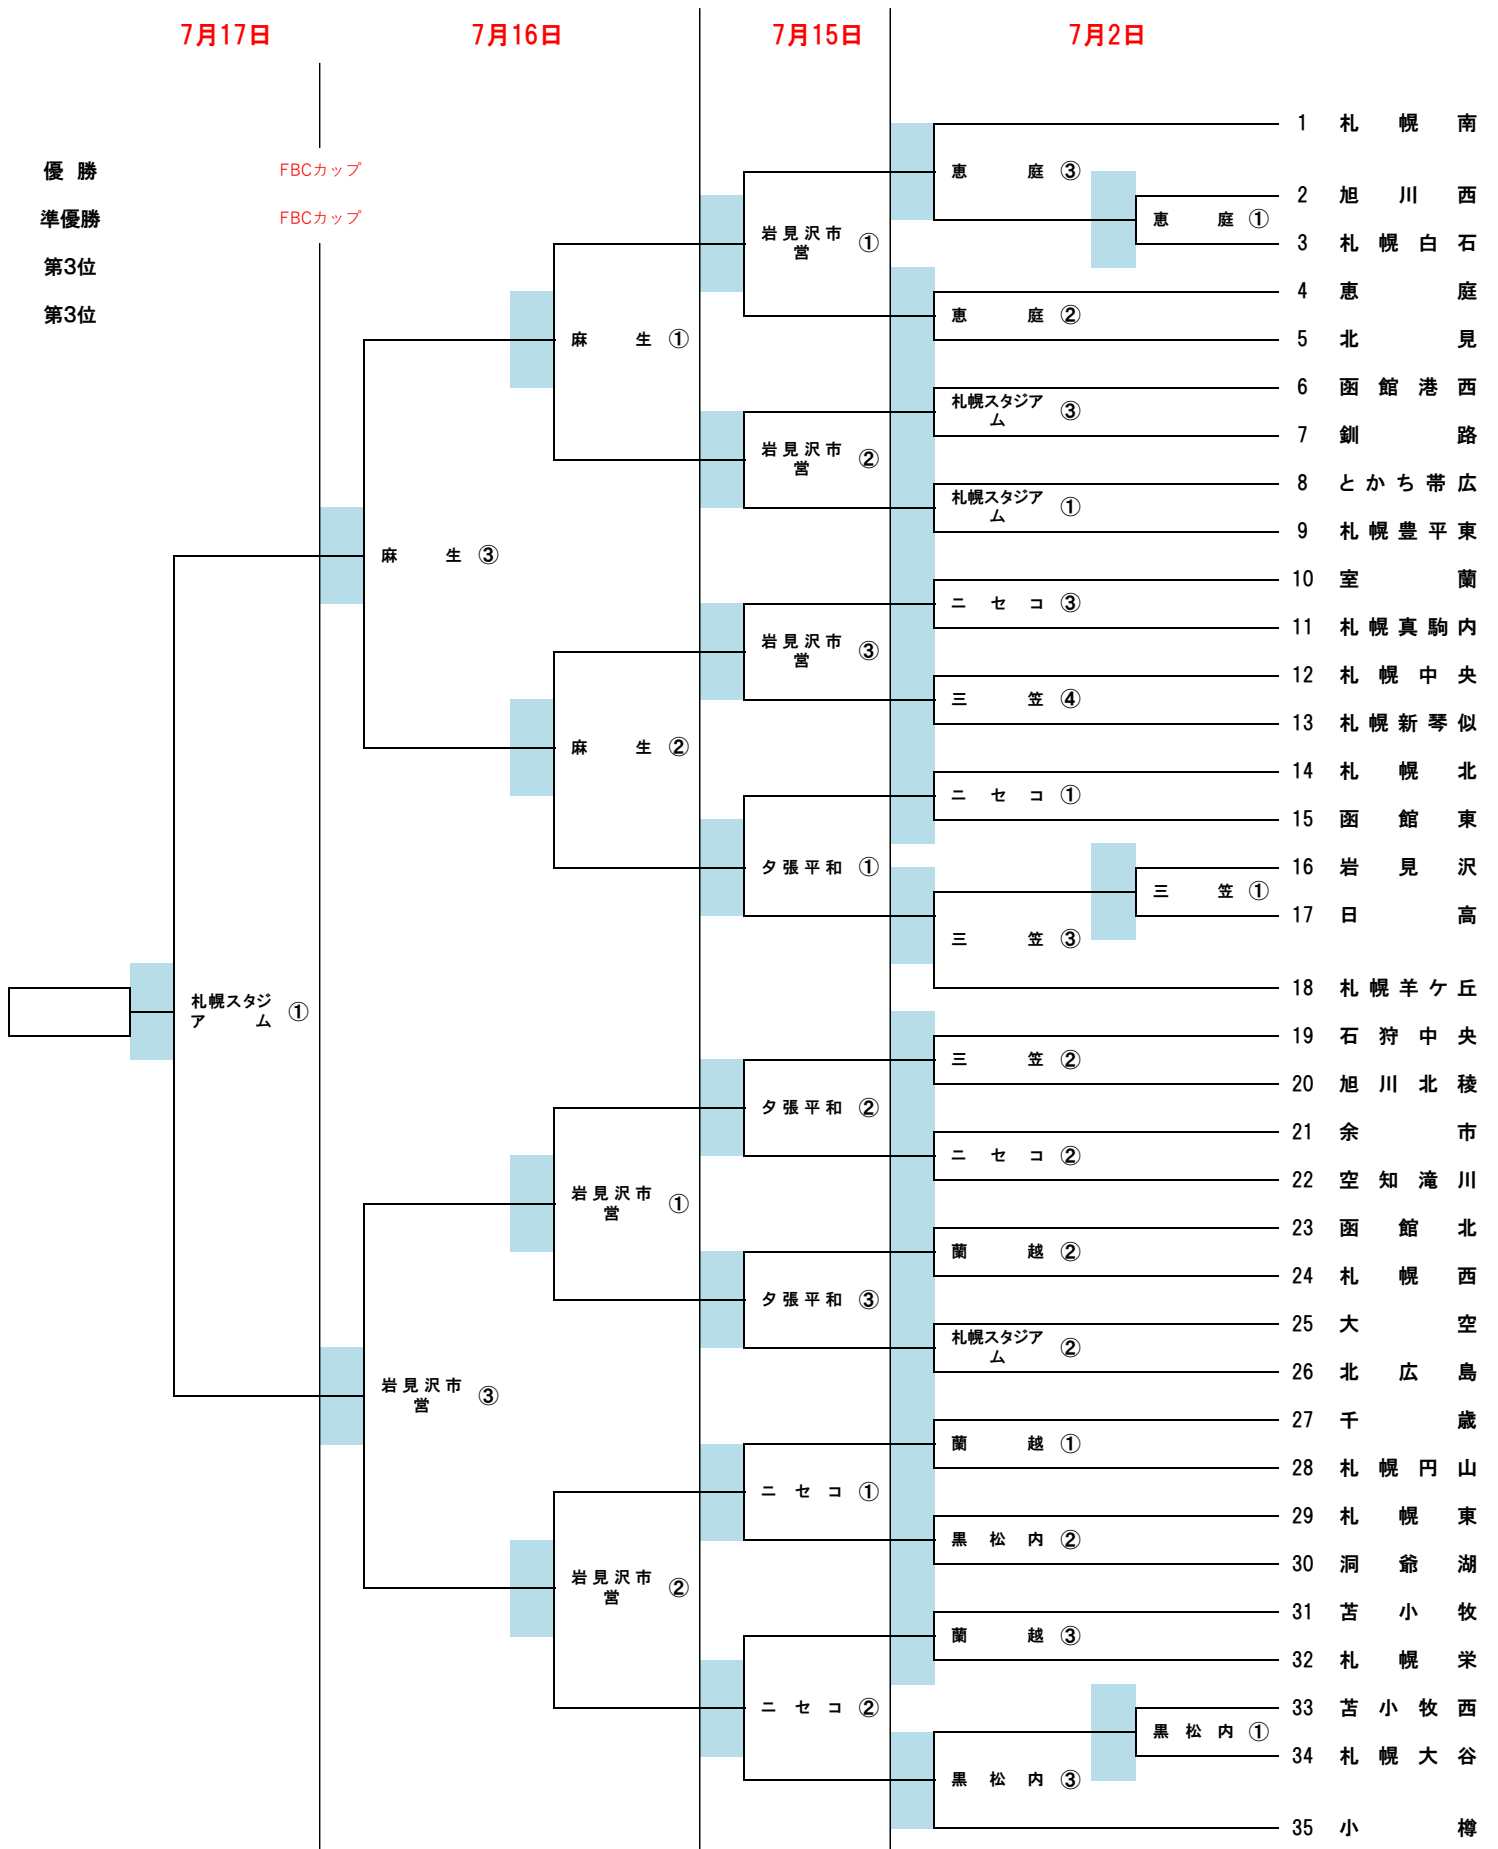 7月17日 7月16日 7月15日 7月2日
優勝 FBCカップ
準優勝 FBCカップ
第3位
第3位
1 札幌南
恵庭 ③
2 旭川西
恵庭 ①
3 札幌白石
岩見沢市営 ①
4 恵庭
恵庭 ②
5 北見
麻生 ①
6 函館港西
札幌スタジアム ③
7 釧路
岩見沢市営 ②
8 とかち帯広
札幌スタジアム ①
9 札幌豊平東
麻生 ③
10 室蘭
ニセコ ③
11 札幌真駒内
岩見沢市営 ③
12 札幌中央
三笠 ④
13 札幌新琴似
麻生 ②
14 札幌北
ニセコ ①
15 函館東
夕張平和 ①
16 岩見沢
三笠 ①
17 日高
三笠 ③
18 札幌羊ケ丘
札幌スタジアム ①
19 石狩中央
三笠 ②
20 旭川北稜
夕張平和 ②
21 余市
ニセコ ②
22 空知滝川
岩見沢市営 ①
23 函館北
蘭越 ②
24 札幌西
夕張平和 ③
25 大空
札幌スタジアム ②
26 北広島
岩見沢市営 ③
27 千歳
蘭越 ①
28 札幌円山
ニセコ ①
29 札幌東
黒松内 ②
30 洞爺湖
岩見沢市営 ②
31 苫小牧
蘭越 ③
32 札幌栄
ニセコ ②
33 苫小牧西
黒松内 ①
34 札幌大谷
黒松内 ③
35 小樽